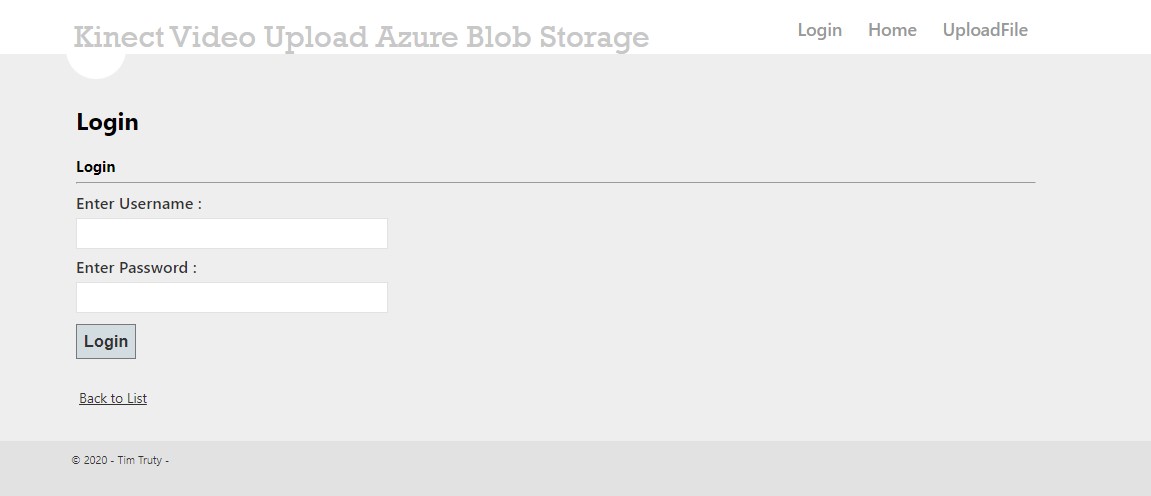 Kinect Video Upload Azure Blob Storage
Login Home UploadFile
Login
Login
Enter Username :
Enter Password :
Login
Back to List
© 2020 - Tim Truty -